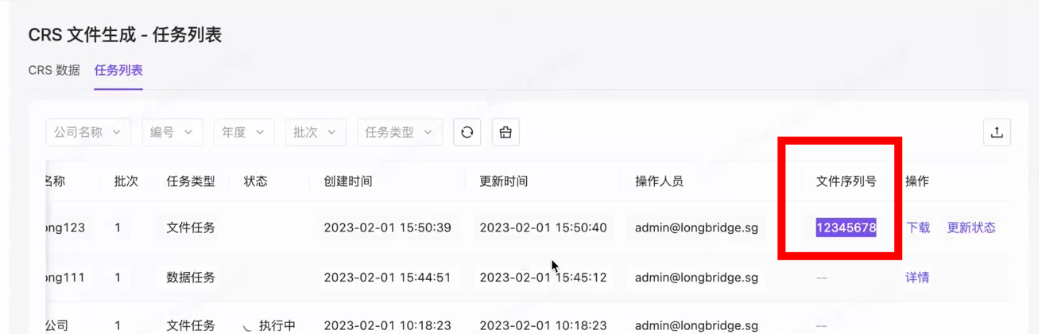 CRS 文件生成 - 任务列表
CRS 数据 任务列表
公司名称 编号 年度 批次 任务类型
名称 批次 任务类型 状态 创建时间 更新时间 操作人员 文件序列号 操作
ong123 1 文件任务 2023-02-01 15:50:39 2023-02-01 15:50:40 admin@longbridge.sg 12345678 下载 更新状态
ong111 1 数据任务 2023-02-01 15:44:51 2023-02-01 15:45:12 admin@longbridge.sg -- 详情
公司 1 文件任务 执行中 2023-02-01 10:18:23 2023-02-01 10:18:23 admin@longbridge.sg --